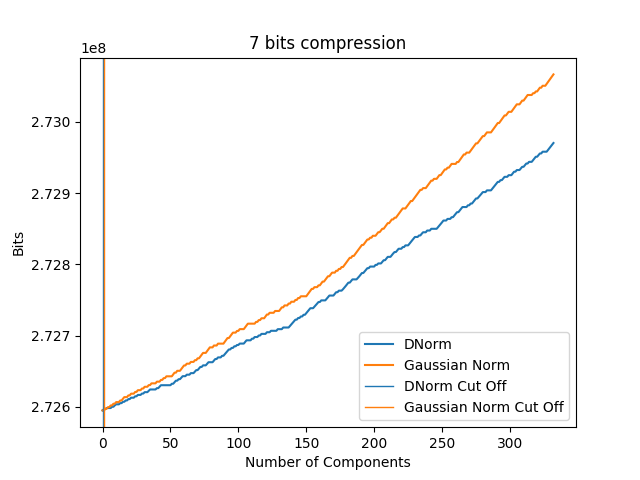 7 bits compression
1e8
2.730
2.729
2.728
2.727
2.726
Bits
0 50 100 150 200 250 300
Number of Components
DNorm
Gaussian Norm
DNorm Cut Off
Gaussian Norm Cut Off